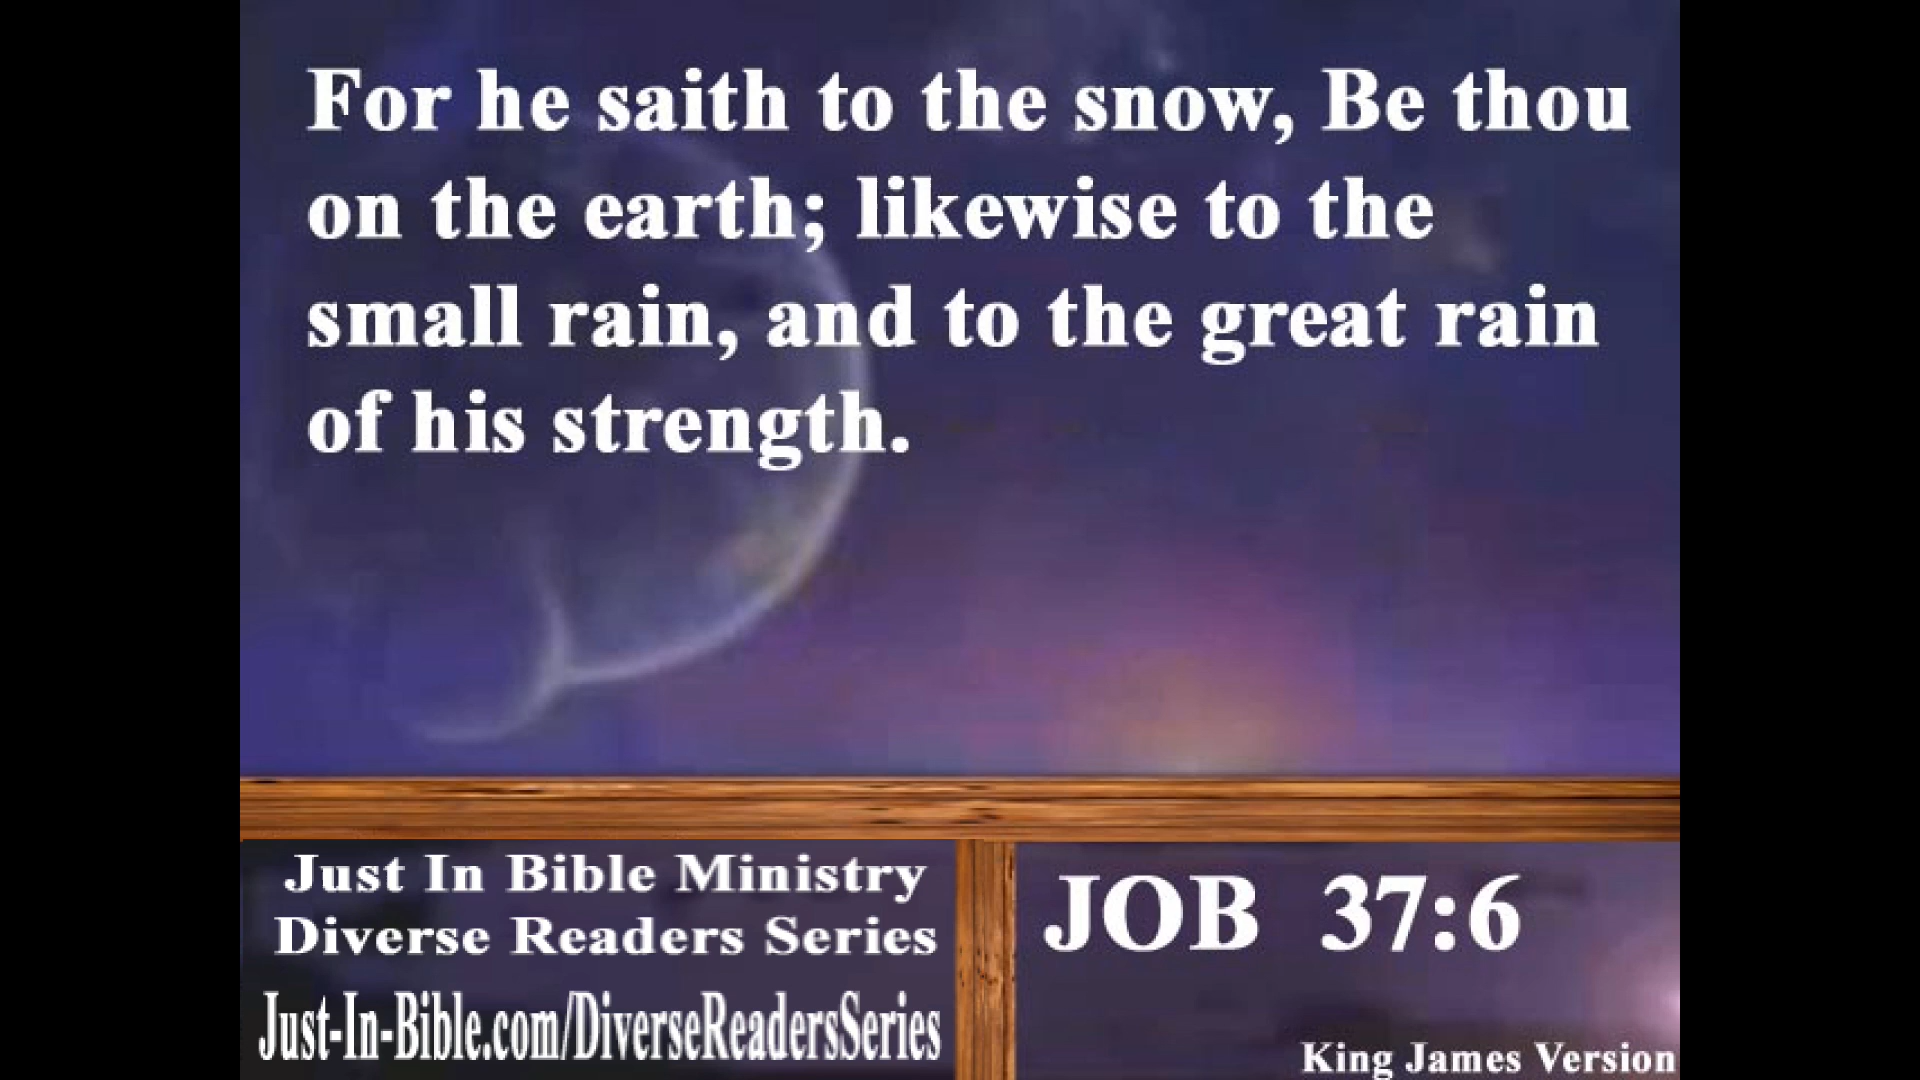 For he saith to the snow, Be thou
on the earth; likewise to the
small rain, and to the great rain
of his strength.
Just In Bible Ministry
Diverse Readers Series
Just-In-Bible.com/DiverseReadersSeries
JOB 37:6
King James Version